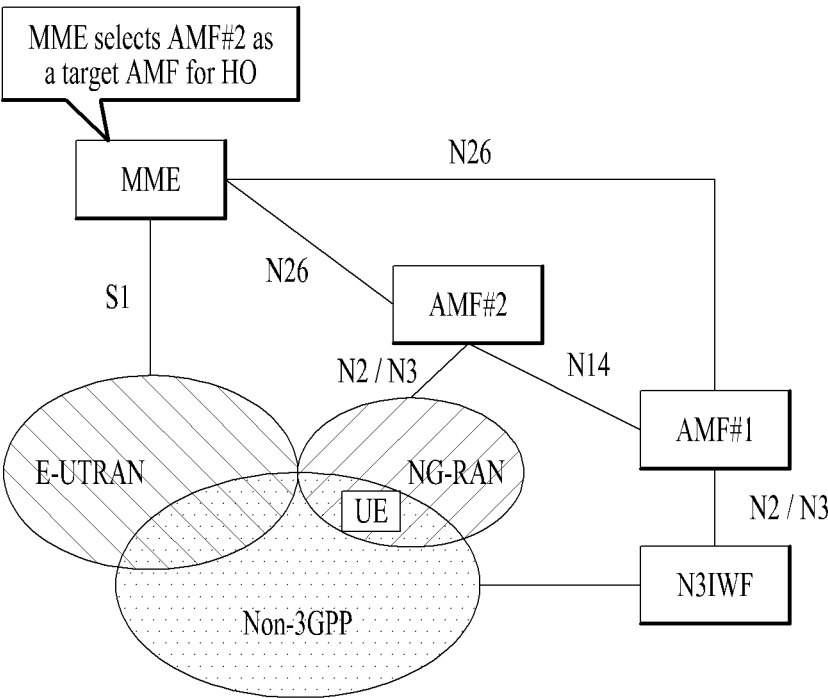 MME selects AMF#2 as
a target AMF for HO
MME
N26
N26
S1
AMF#2
N2 / N3
N14
AMF#1
E-UTRAN
NG-RAN
UE
N2 / N3
N3IWF
Non-3GPP